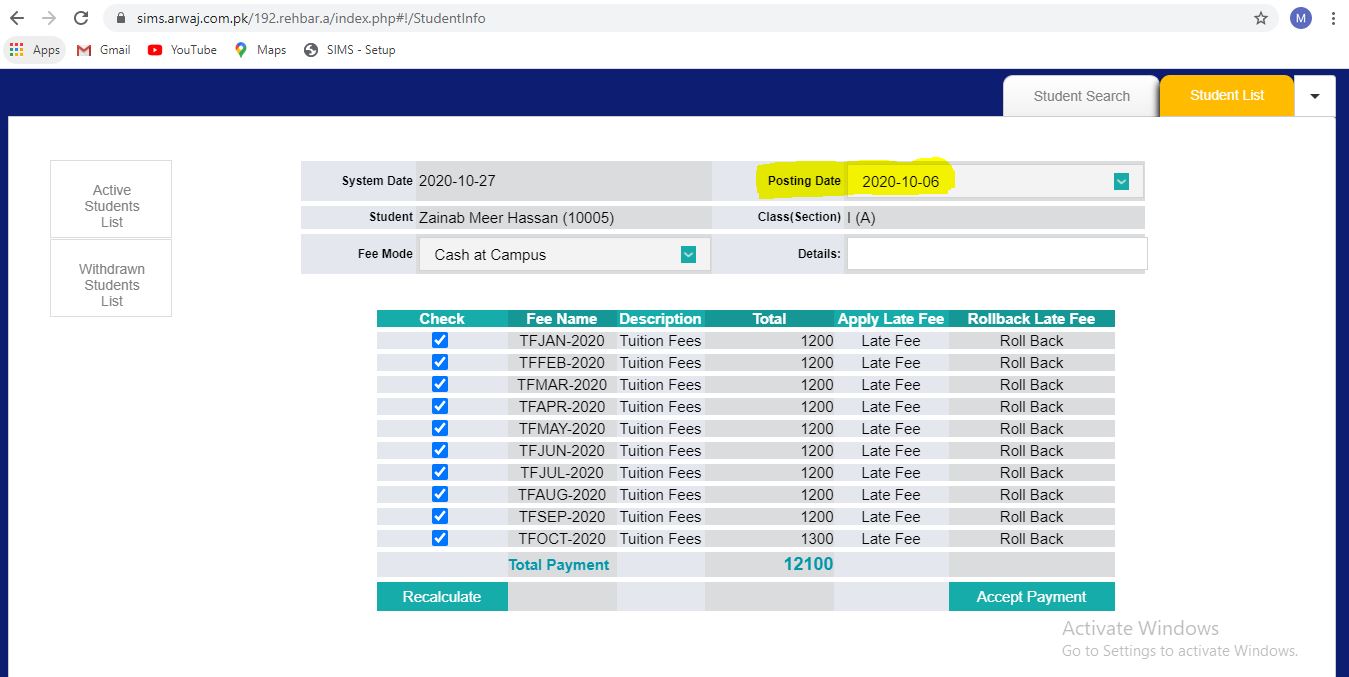 sims.arwaj.com.pk/192.rehbar.a/index.php#!/StudentInfo M
Apps Gmail YouTube Maps SIMS - Setup
Student Search Student List
Active
Students
List
Withdrawn
Students
List
System Date 2020-10-27 Posting Date 2020-10-06
Student Zainab Meer Hassan (10005) Class(Section) I (A)
Fee Mode Cash at Campus Details:
Check Fee Name Description Total Apply Late Fee Rollback Late Fee
TFJAN-2020 Tuition Fees 1200 Late Fee Roll Back
TFFEB-2020 Tuition Fees 1200 Late Fee Roll Back
TFMAR-2020 Tuition Fees 1200 Late Fee Roll Back
TFAPR-2020 Tuition Fees 1200 Late Fee Roll Back
TFMAY-2020 Tuition Fees 1200 Late Fee Roll Back
TFJUN-2020 Tuition Fees 1200 Late Fee Roll Back
TFJUL-2020 Tuition Fees 1200 Late Fee Roll Back
TFAUG-2020 Tuition Fees 1200 Late Fee Roll Back
TFSEP-2020 Tuition Fees 1200 Late Fee Roll Back
TFOCT-2020 Tuition Fees 1300 Late Fee Roll Back
Total Payment 12100
Recalculate Accept Payment
Activate Windows
Go to Settings to activate Windows.